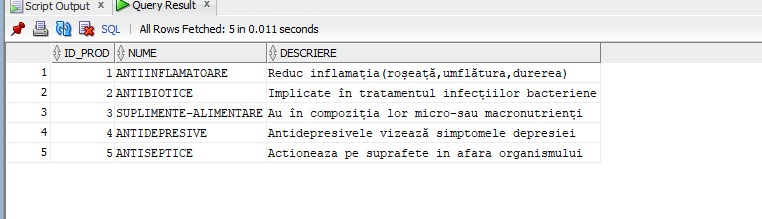 Script Output x Query Result x
SQL | All Rows Fetched: 5 in 0.011 seconds
ID_PROD NUME DESCRIERE
1 1 ANTIINFLAMATOARE Reduc inflamația(roșeață,umflătura,durerea)
2 2 ANTIBIOTICE Implicate în tratamentul infecțiilor bacteriene
3 3 SUPLIMENTE-ALIMENTARE Au în compoziția lor micro-sau macronutrienți
4 4 ANTIDEPRESIVE Antidepresivele vizează simptomele depresiei
5 5 ANTISEPTICE Actioneaza pe suprafete in afara organismului